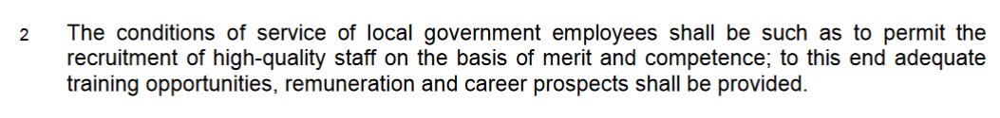 2 The conditions of service of local government employees shall be such as to permit the
recruitment of high-quality staff on the basis of merit and competence; to this end adequate
training opportunities, remuneration and career prospects shall be provided.